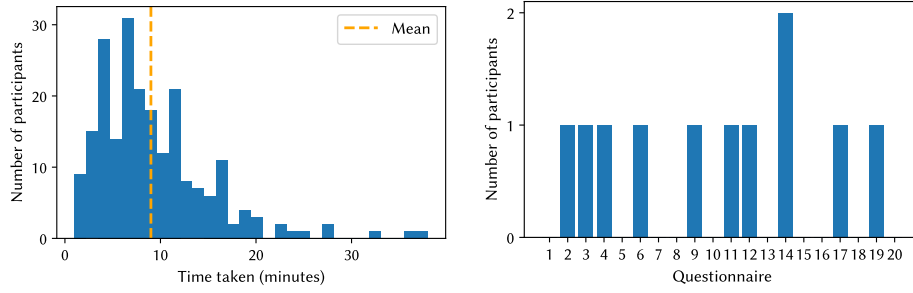 30
20
10
0
Number of participants
Mean
0 10 20 30
Time taken (minutes)
2
1
0
Number of participants
1 2 3 4 5 6 7 8 9 10 11 12 13 14 15 16 17 18 19 20
Questionnaire